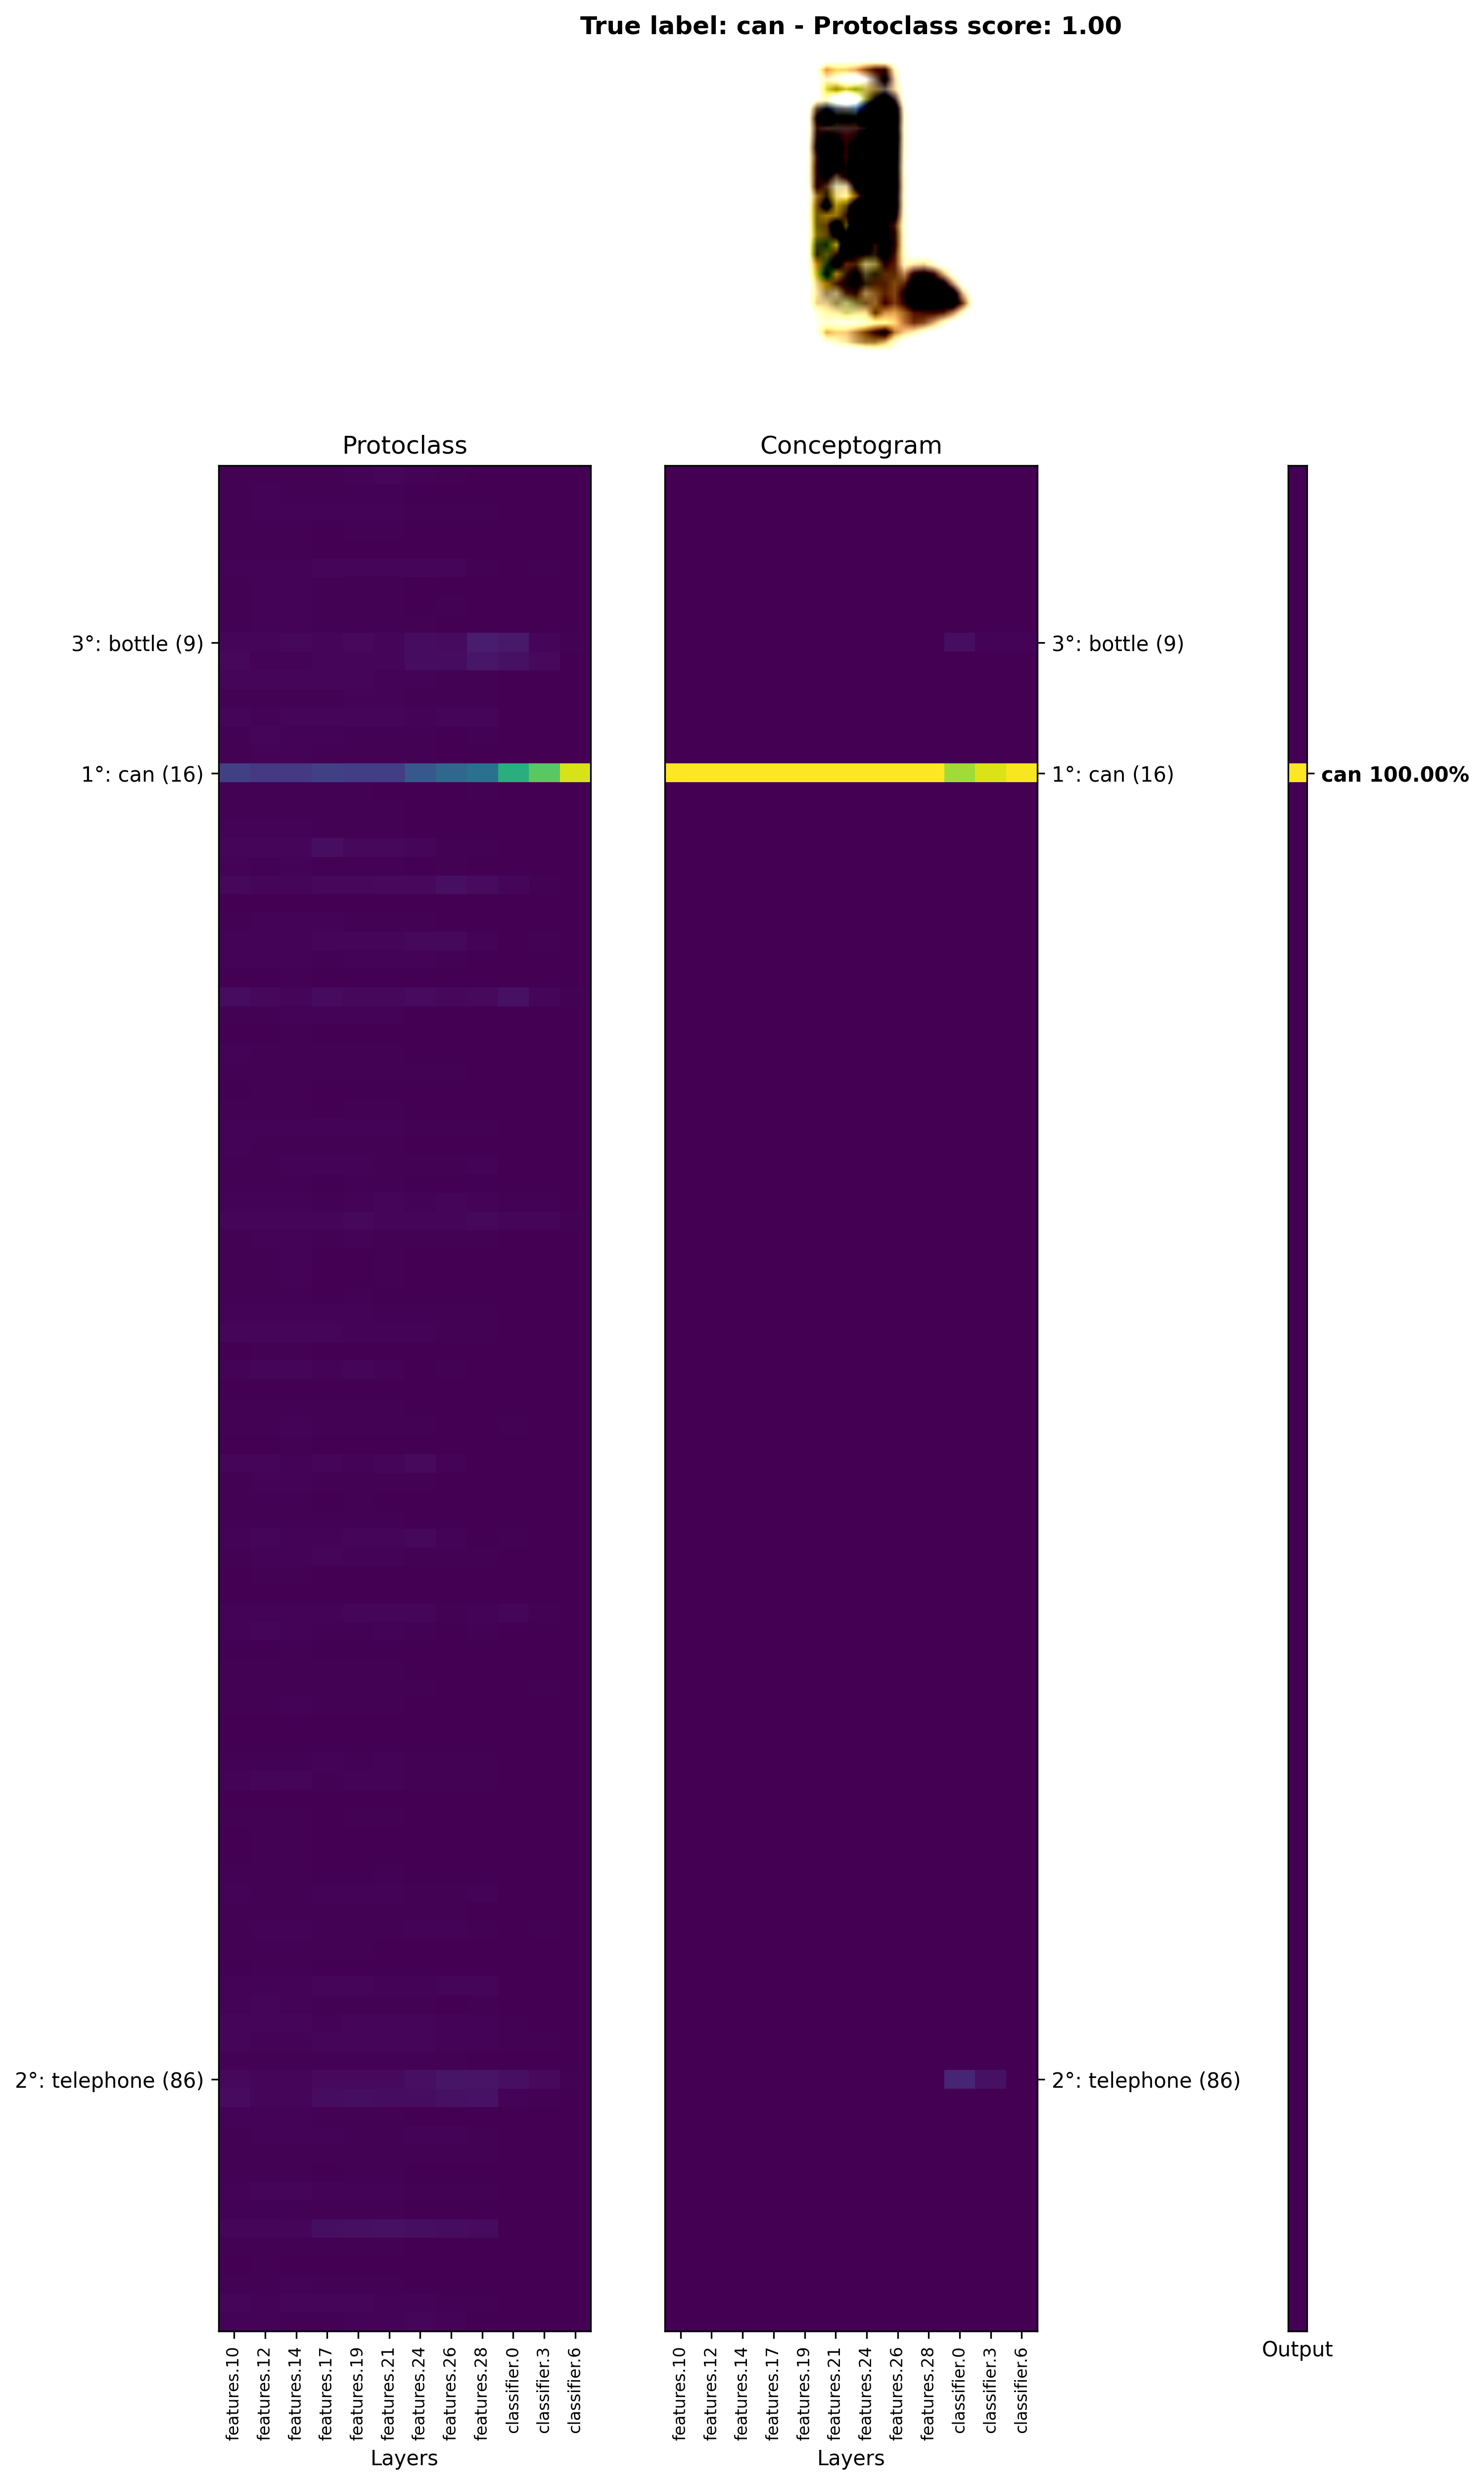 True label: can - Protoclass score: 1.00
Protoclass
Conceptogram
3°: bottle (9)
3°: bottle (9)
1°: can (16)
1°: can (16)
can 100.00%
2°: telephone (86)
2°: telephone (86)
features.10
features.12
features.14
features.17
features.19
features.21
features.24
features.26
features.28
classifier.0
classifier.3
classifier.6
Layers
features.10
features.12
features.14
features.17
features.19
features.21
features.24
features.26
features.28
classifier.0
classifier.3
classifier.6
Layers
Output